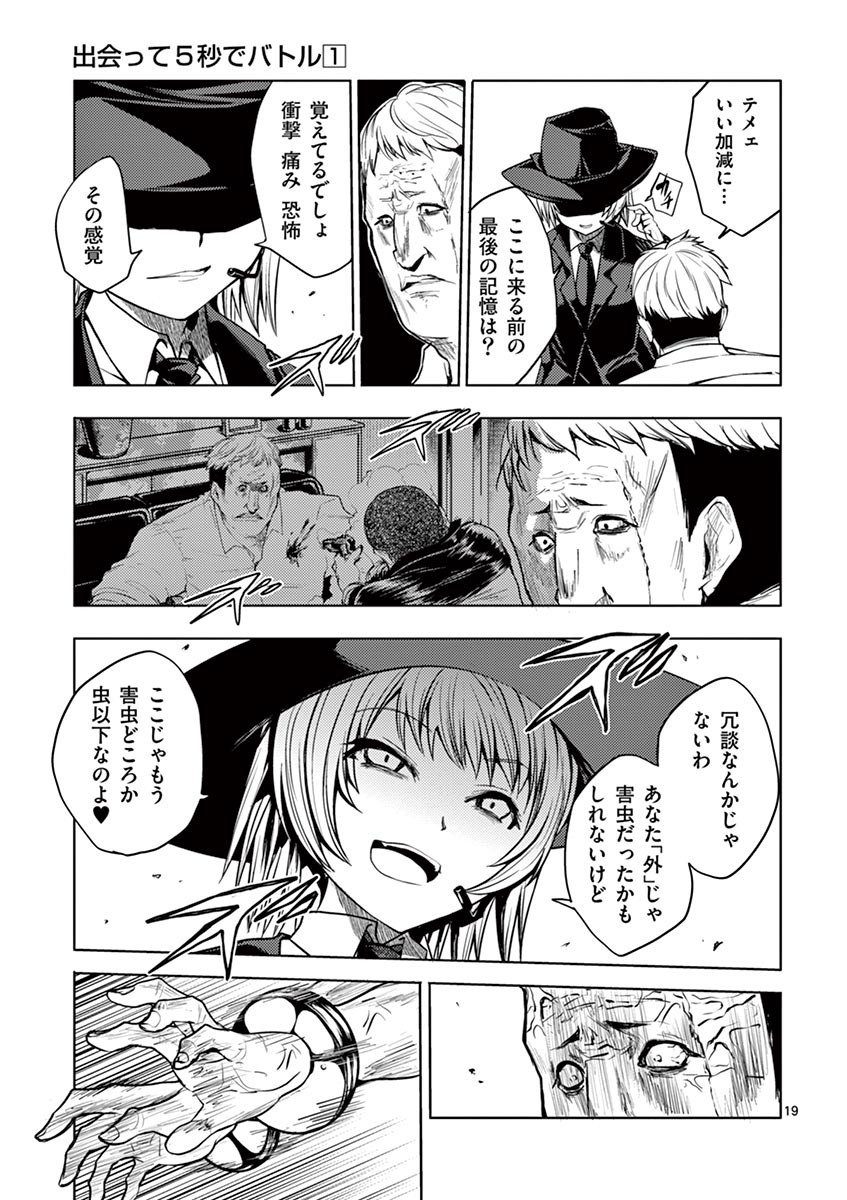 出会って5秒でバトル1
テメェ
いい加減に…
ここに来る前の
最後の記憶は？
覚えてるでしょ
衝撃 痛み 恐怖
その感覚
冗談なんかじゃ
ないわ
あなた「外」じゃ
害虫だったかも
しれないけど
ここじゃもう
害虫どころか
虫以下なのよ♥
19